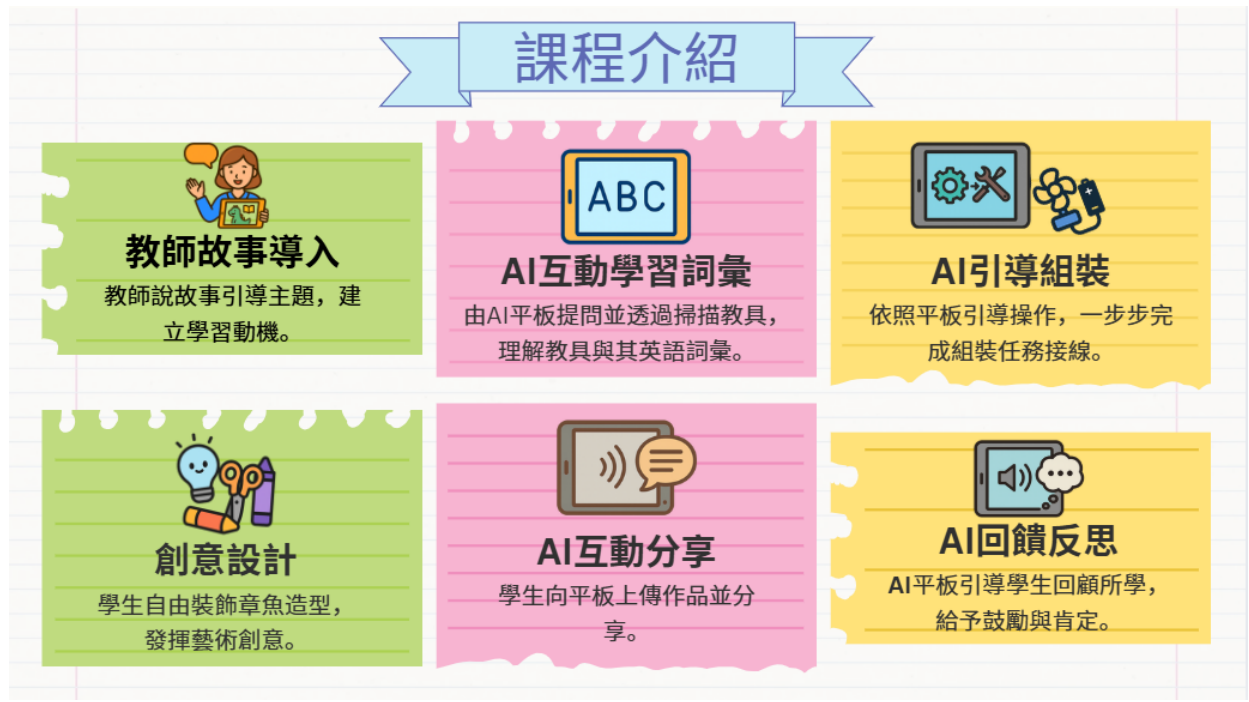 課程介紹
教師故事導入
教師說故事引導主題，建
立學習動機。
ABC
AI互動學習詞彙
由AI平板提問並透過掃描教具，
理解教具與其英語詞彙。
AI引導組裝
依照平板引導操作，一步步完
成組裝任務接線。
創意設計
學生自由裝飾章魚造型，
發揮藝術創意。
AI互動分享
學生向平板上傳作品並分
享。
AI回饋反思
AI平板引導學生回顧所學，
給予鼓勵與肯定。